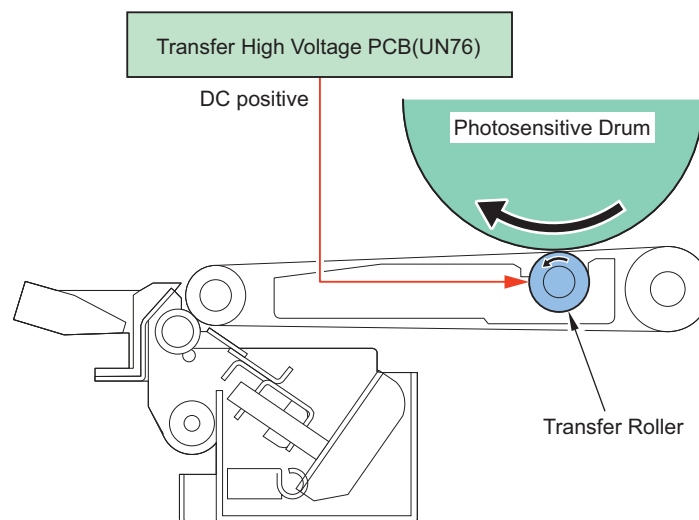 Transfer High Voltage PCB(UN76)
DC positive
Photosensitive Drum
Transfer Roller